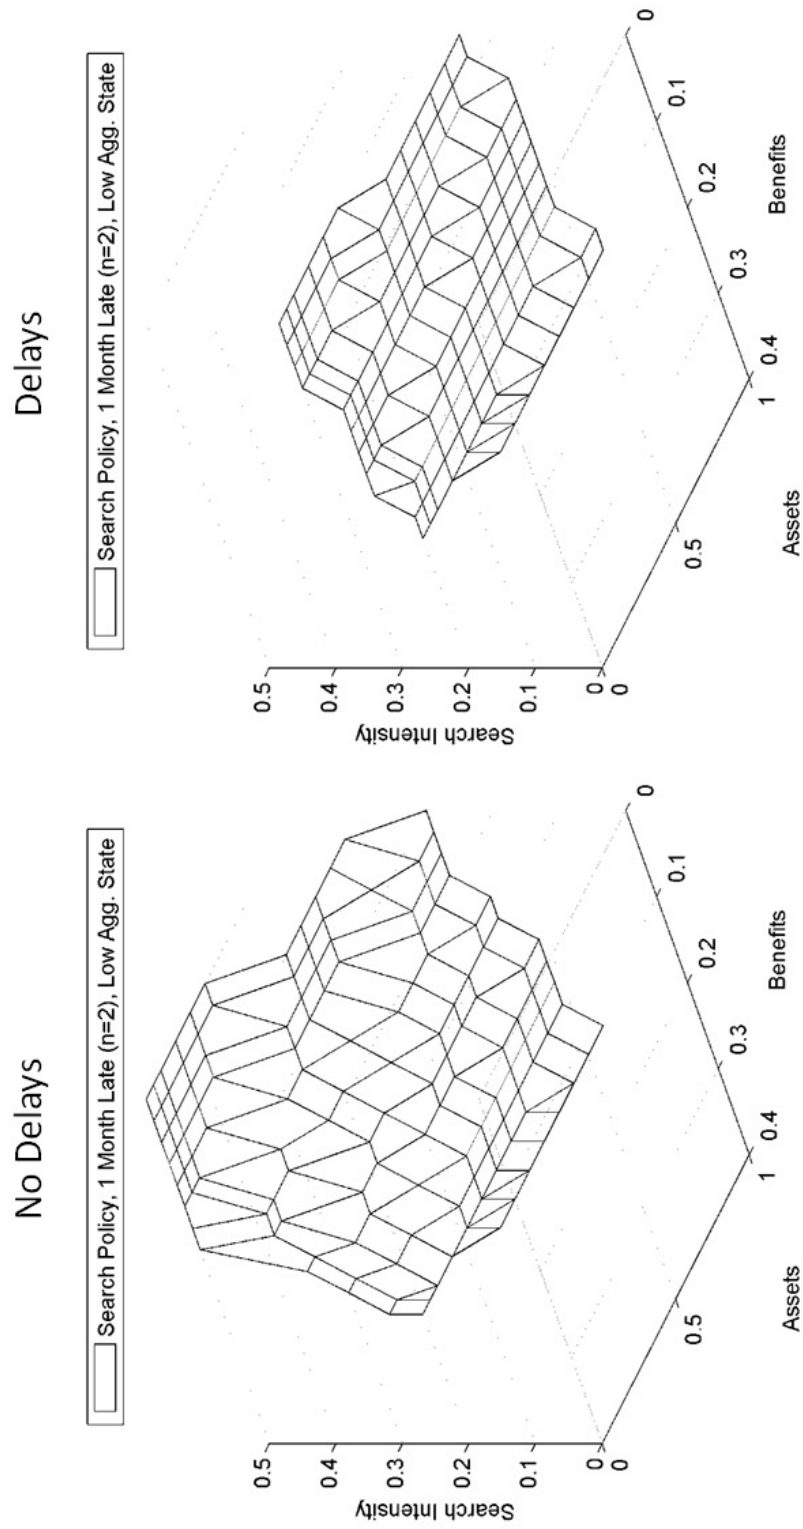 No Delays
Search Policy, 1 Month Late (n=2), Low Agg. State
0.5
0.4
0.3
0.2
0.1
0
Search Intensity
0
0.5
1
Assets
0.4
0.3
0.2
0.1
0
Benefits
Delays
Search Policy, 1 Month Late (n=2), Low Agg. State
0.5
0.4
0.3
0.2
0.1
0
Search Intensity
0
0.5
1
Assets
0.4
0.3
0.2
0.1
0
Benefits